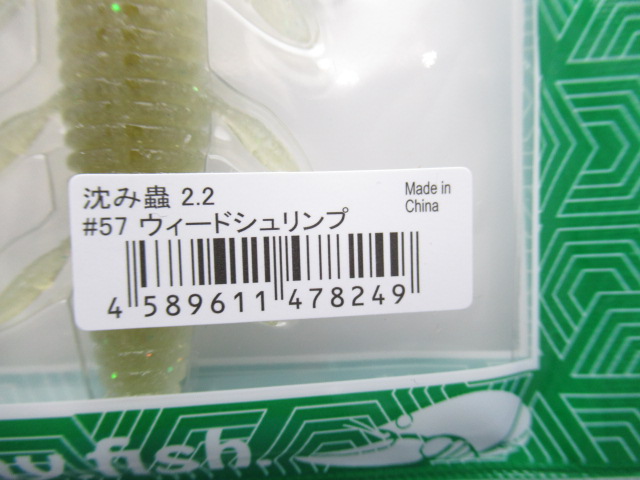 沈み蟲 2.2
Made in
China
#57 ウィードシュリンプ
4 589611 478249
fish